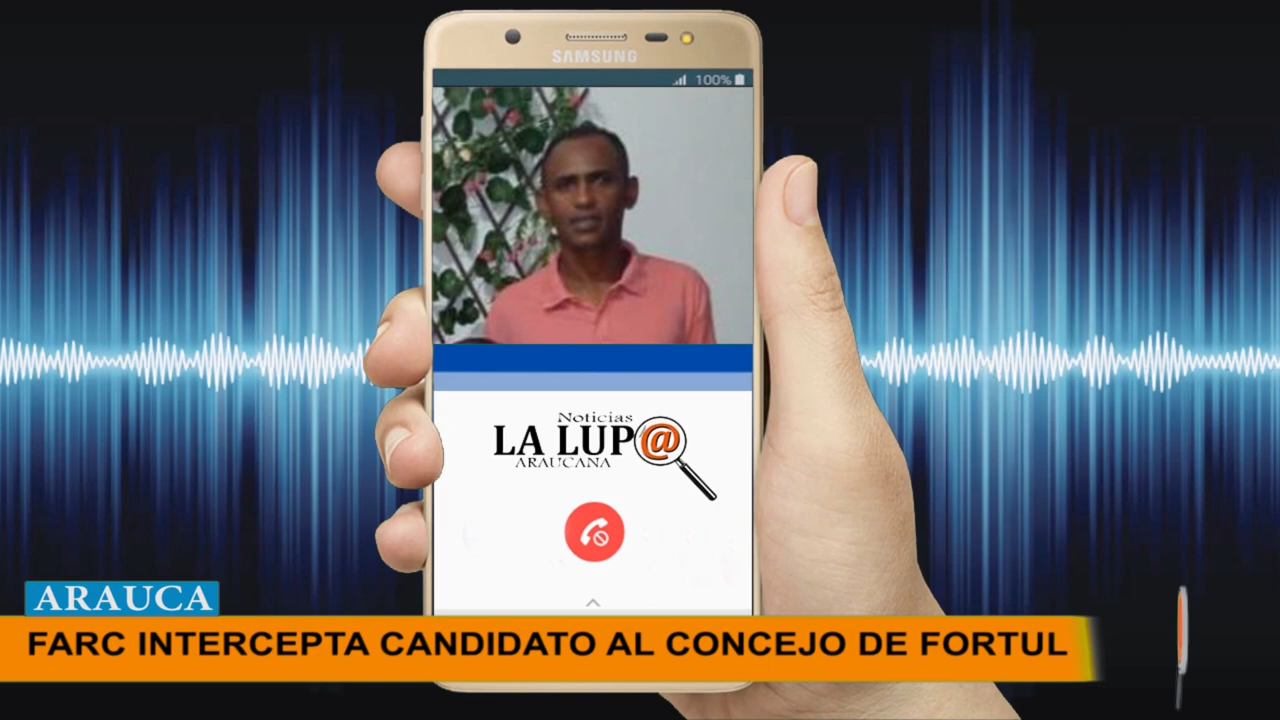 SAMSUNG
100%
Noticias
LA LUP@
ARAUCANA
ARAUCA
FARC INTERCEPTA CANDIDATO AL CONCEJO DE FORTUL